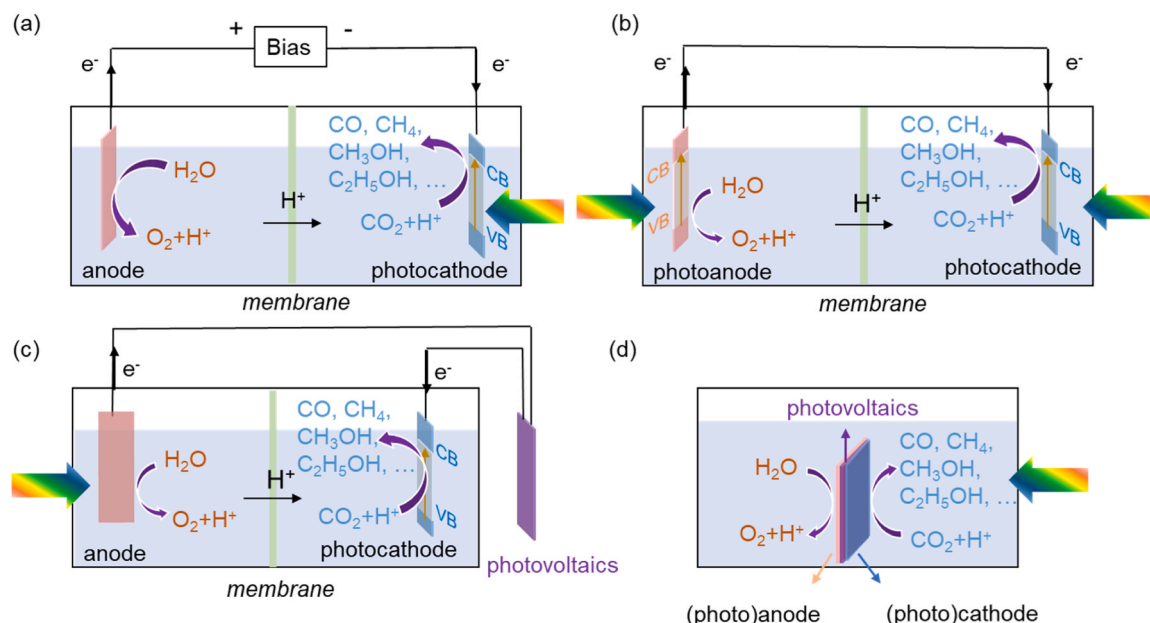 (a)
+
Bias
-
e-
e-
CO, CH4,
CH3OH,
C2H5OH, ...
H2O
CB
H+
CO2+H+
VB
O2+H+
anode
photocathode
membrane
(b)
e-
e-
CO, CH4,
CH3OH,
C2H5OH, ...
CB
H2O
CB
H+
VB
CO2+H+
VB
O2+H+
photoanode
photocathode
membrane
(c)
e-
e-
CO, CH4,
CH3OH,
C2H5OH, ...
CB
H2O
H+
O2+H+
CO2+H+
VB
anode
photocathode
photovoltaics
membrane
(d)
photovoltaics
H2O
CO, CH4,
CH3OH,
C2H5OH, ...
O2+H+
CO2+H+
(photo)anode
(photo)cathode